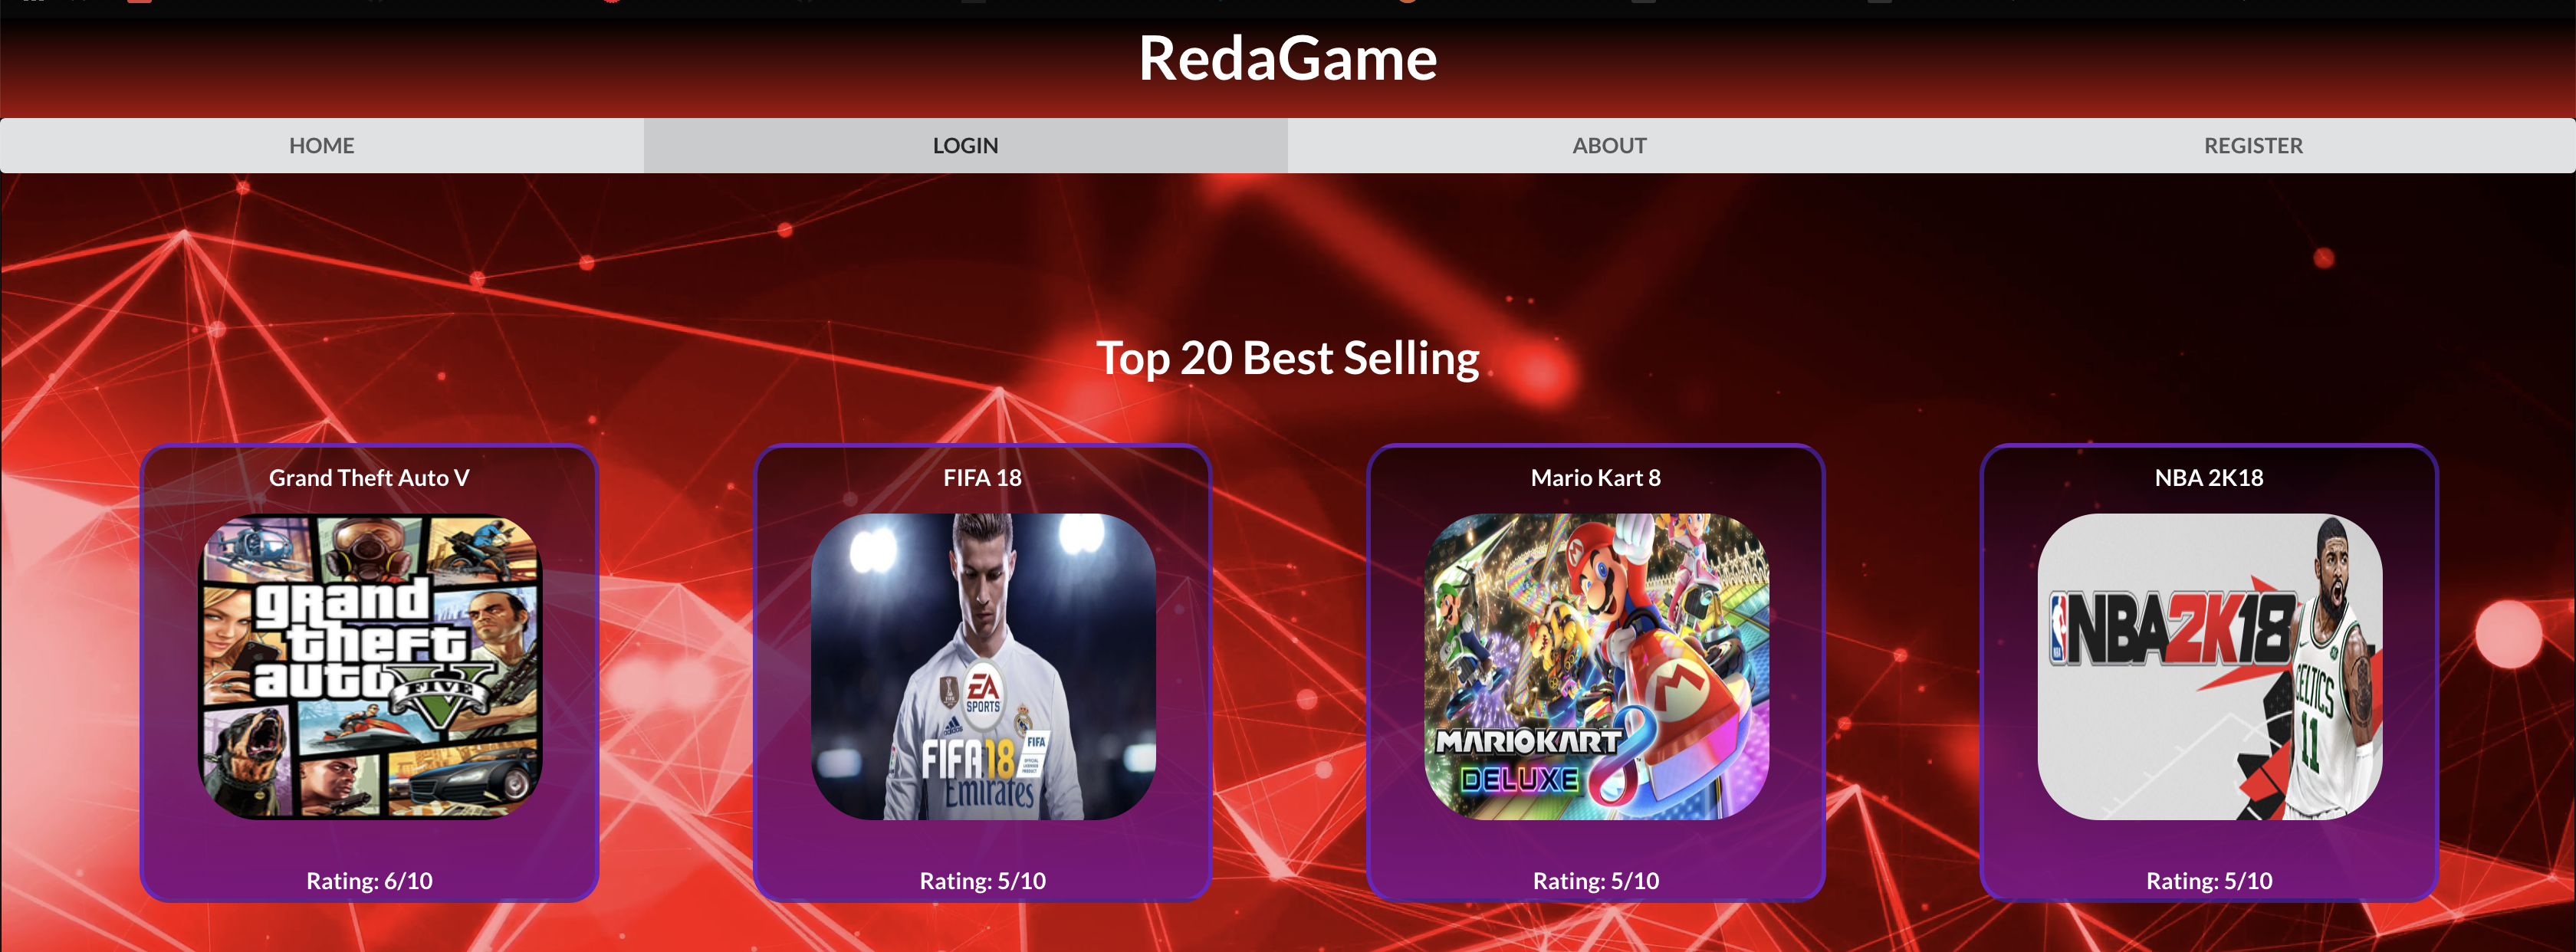 RedaGame
HOME LOGIN ABOUT REGISTER
Top 20 Best Selling
Grand Theft Auto V
grand
theft
auto
FIVE
V
Rating: 6/10
FIFA 18
EA
SPORTS
adidas
FIFA 18
FIFA
Emirates
Rating: 5/10
Mario Kart 8
M
M
MARIOKART
8
DELUXE
Rating: 5/10
NBA 2K18
NBA2K18
CELTICS
11
Rating: 5/10